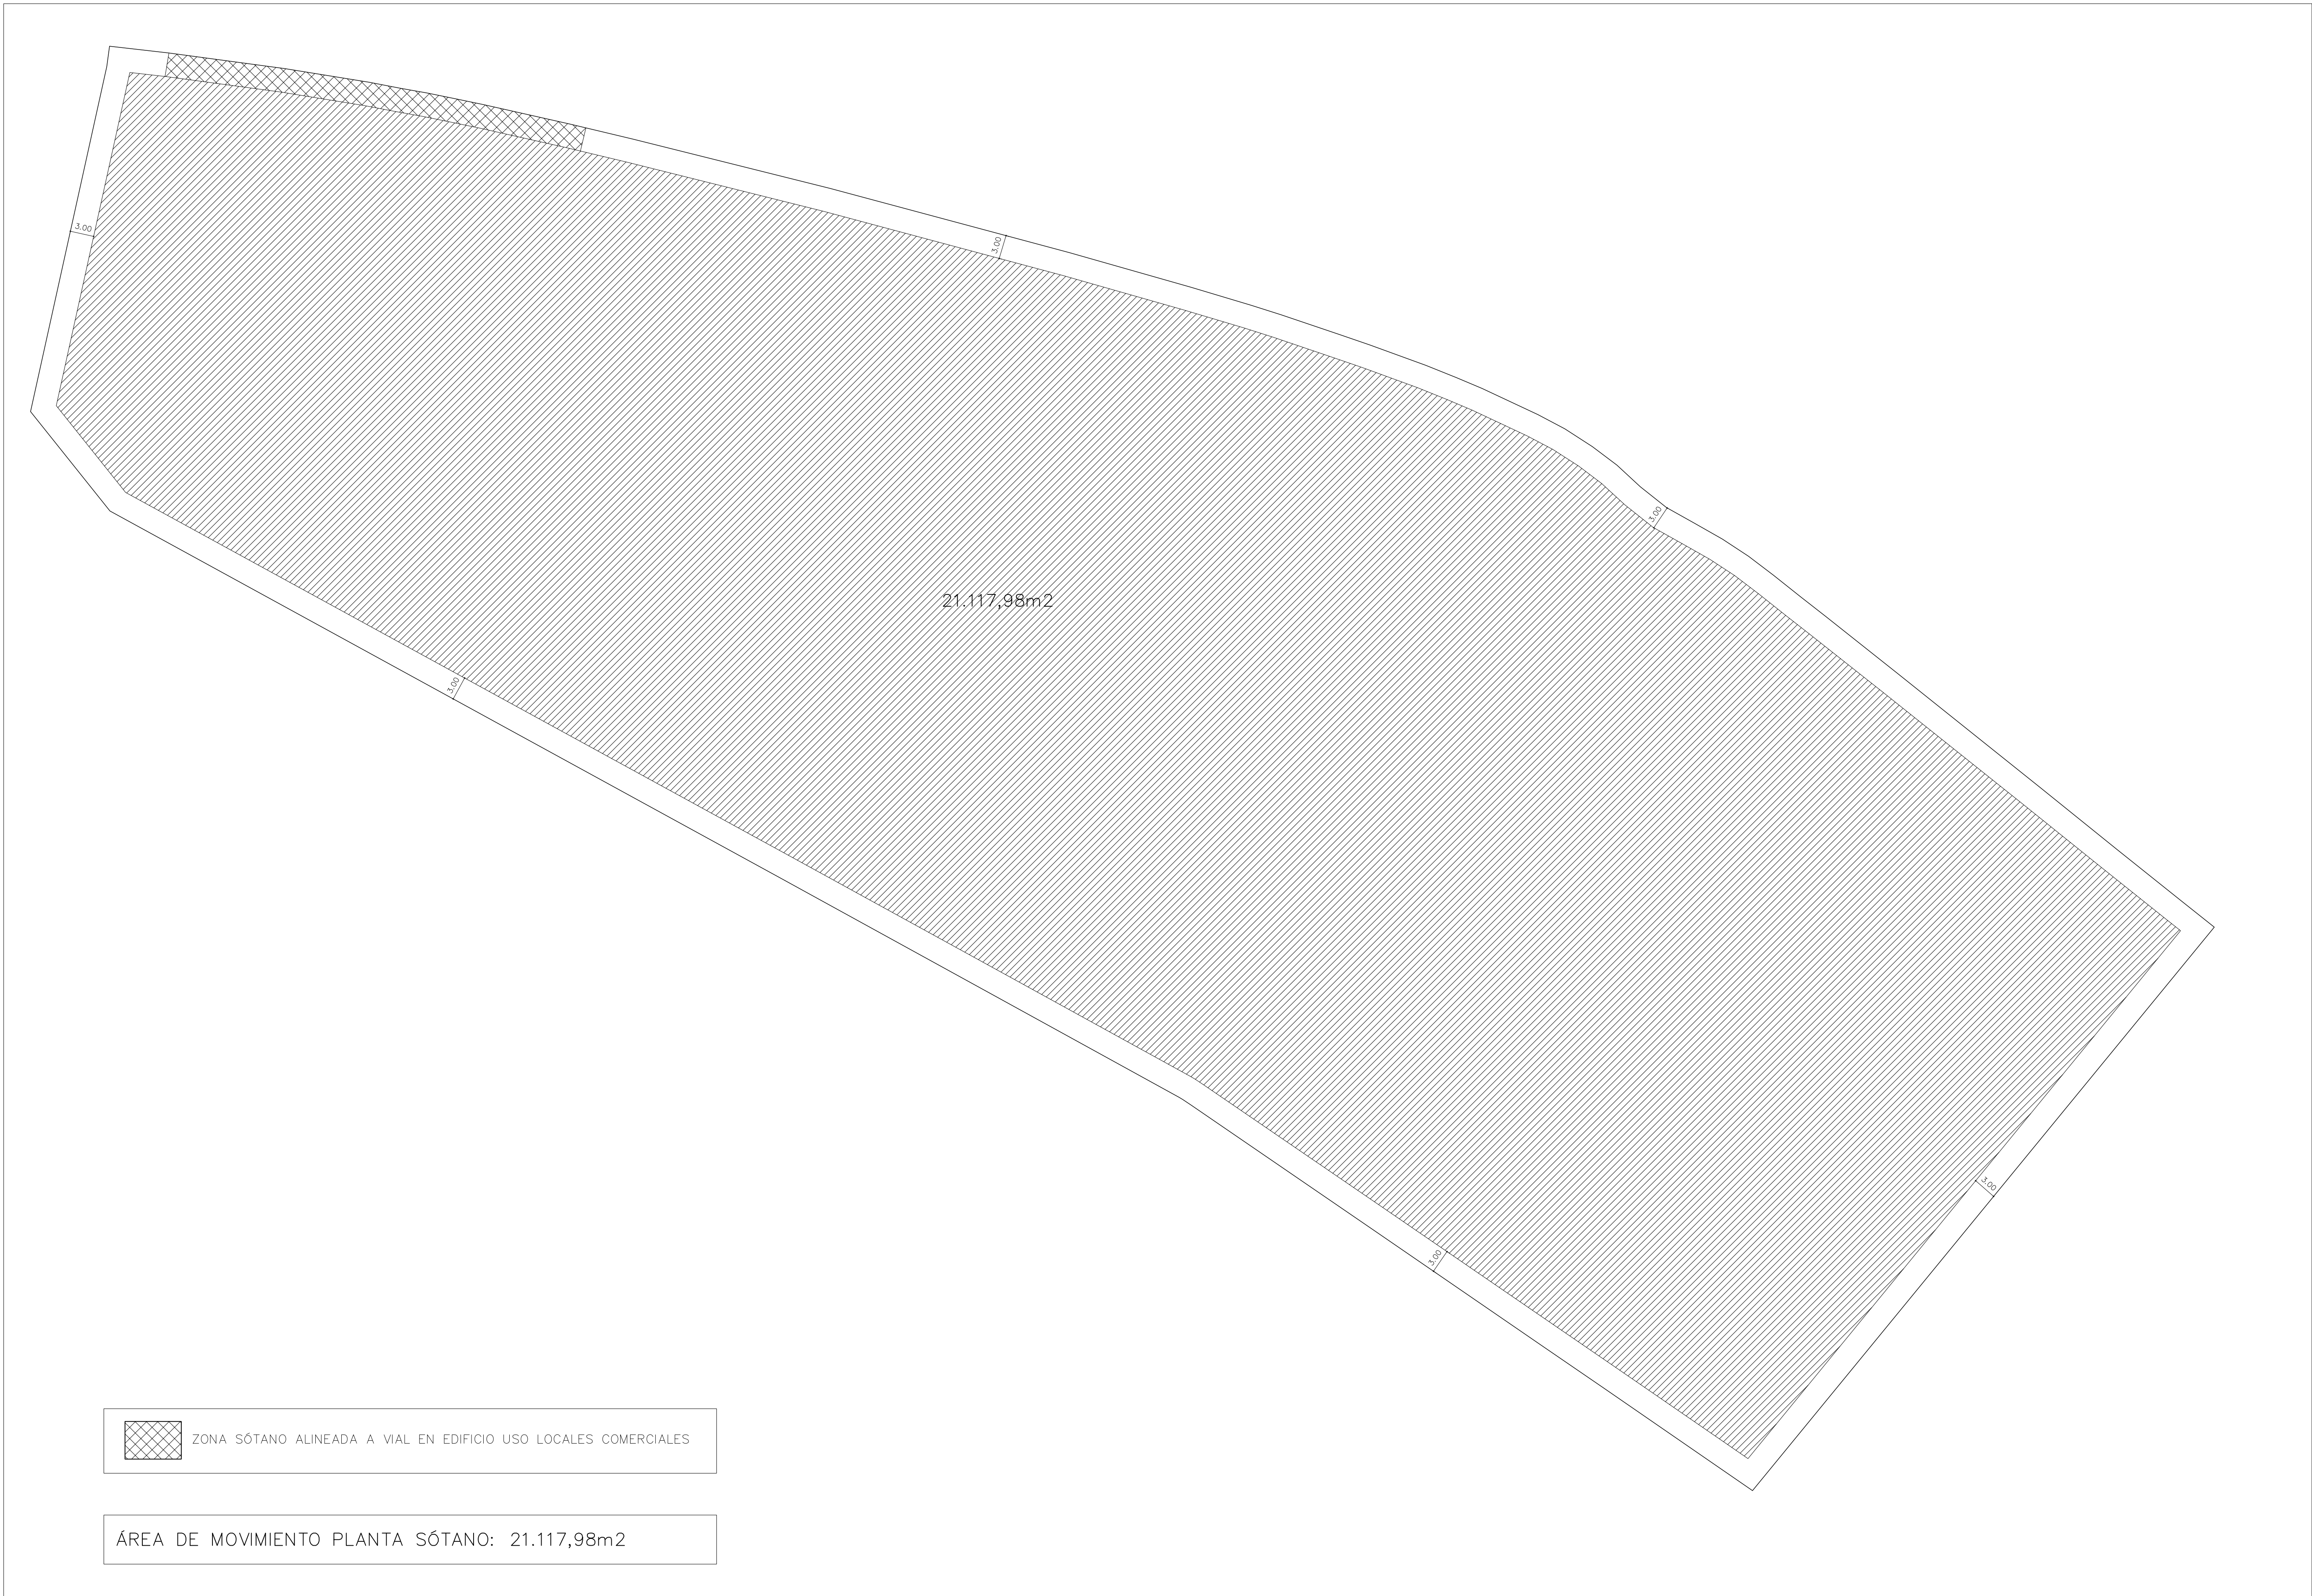 3.00
3.00
3.00
21.117,98m2
3.00
3.00
3.00
ZONA SÓTANO ALINEADA A VIAL EN EDIFICIO USO LOCALES COMERCIALES
ÁREA DE MOVIMIENTO PLANTA SÓTANO: 21.117,98m2